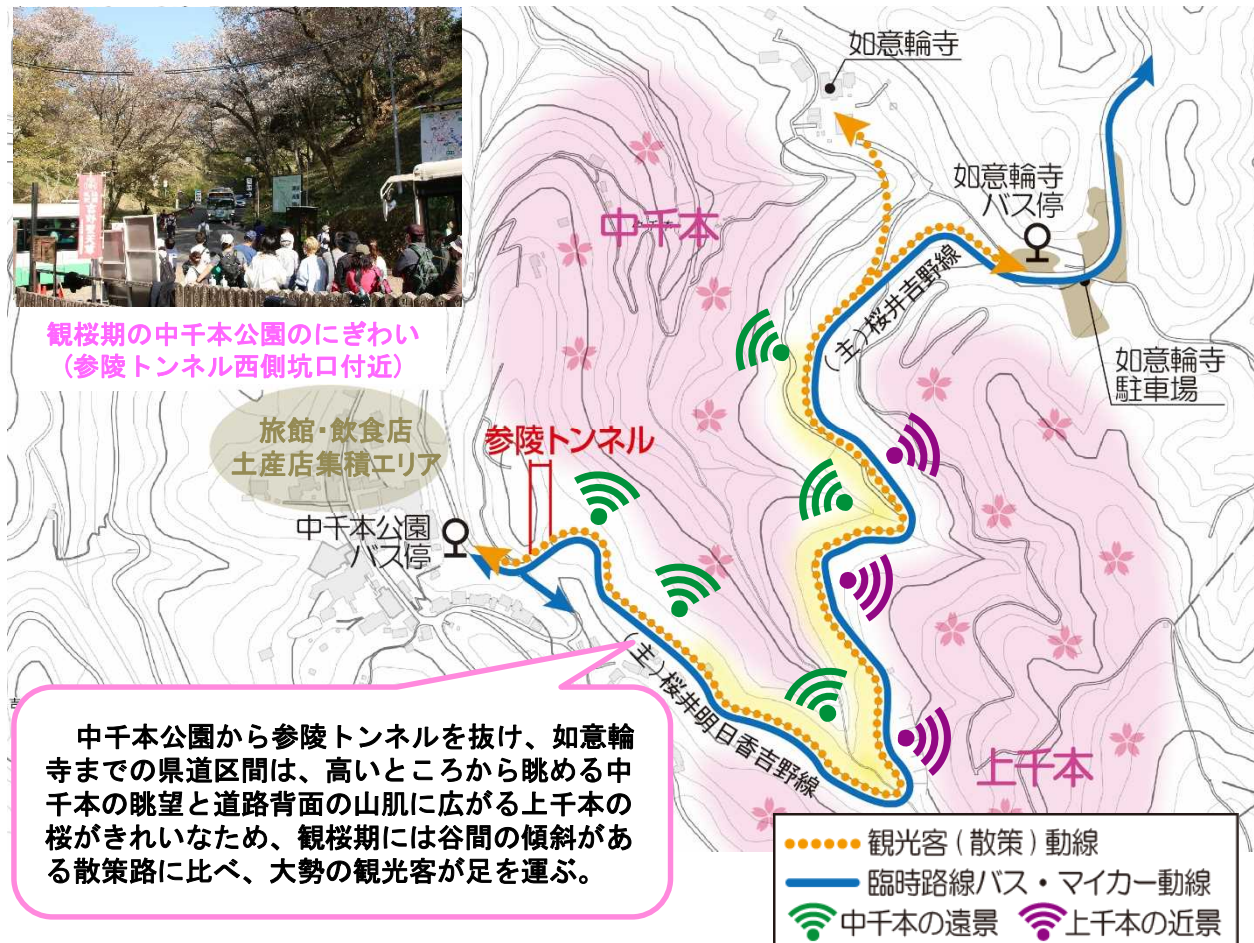 観桜期の中千本公園のにぎわい
(参陵トンネル西側坑口付近)
如意輪寺
如意輪寺
バス停
中千本
(主)桜井吉野線
如意輪寺
駐車場
旅館・飲食店
土産店集積エリア
参陵トンネル
中千本公園
バス停
(主)桜井明日香吉野線
上千本
中千本公園から参陵トンネルを抜け、如意輪
寺までの県道区間は、高いところから眺める中
千本の眺望と道路背面の山肌に広がる上千本の
桜がきれいなため、観桜期には谷間の傾斜があ
る散策路に比べ、大勢の観光客が足を運ぶ。
観光客(散策)動線
臨時路線バス・マイカー動線
中千本の遠景 上千本の近景